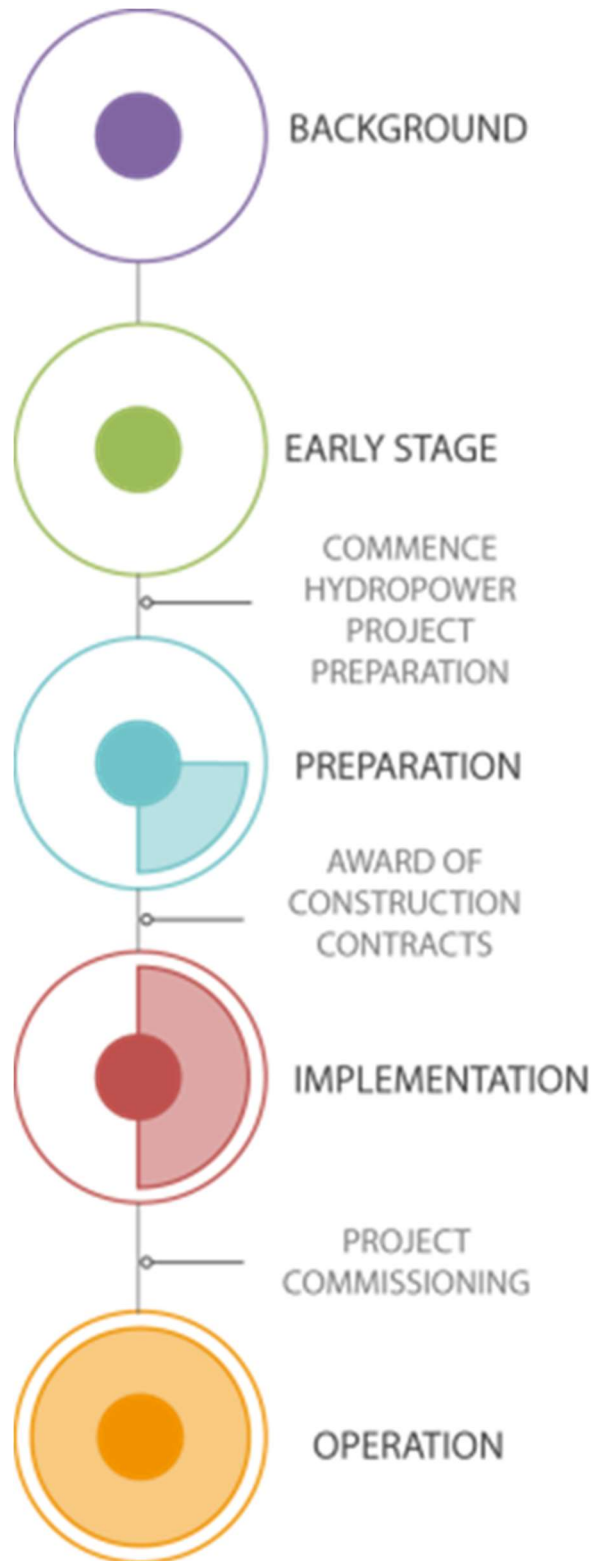 BACKGROUND
EARLY STAGE
COMMENCE
HYDROPOWER
PROJECT
PREPARATION
PREPARATION
AWARD OF
CONSTRUCTION
CONTRACTS
IMPLEMENTATION
PROJECT
COMMISSIONING
OPERATION